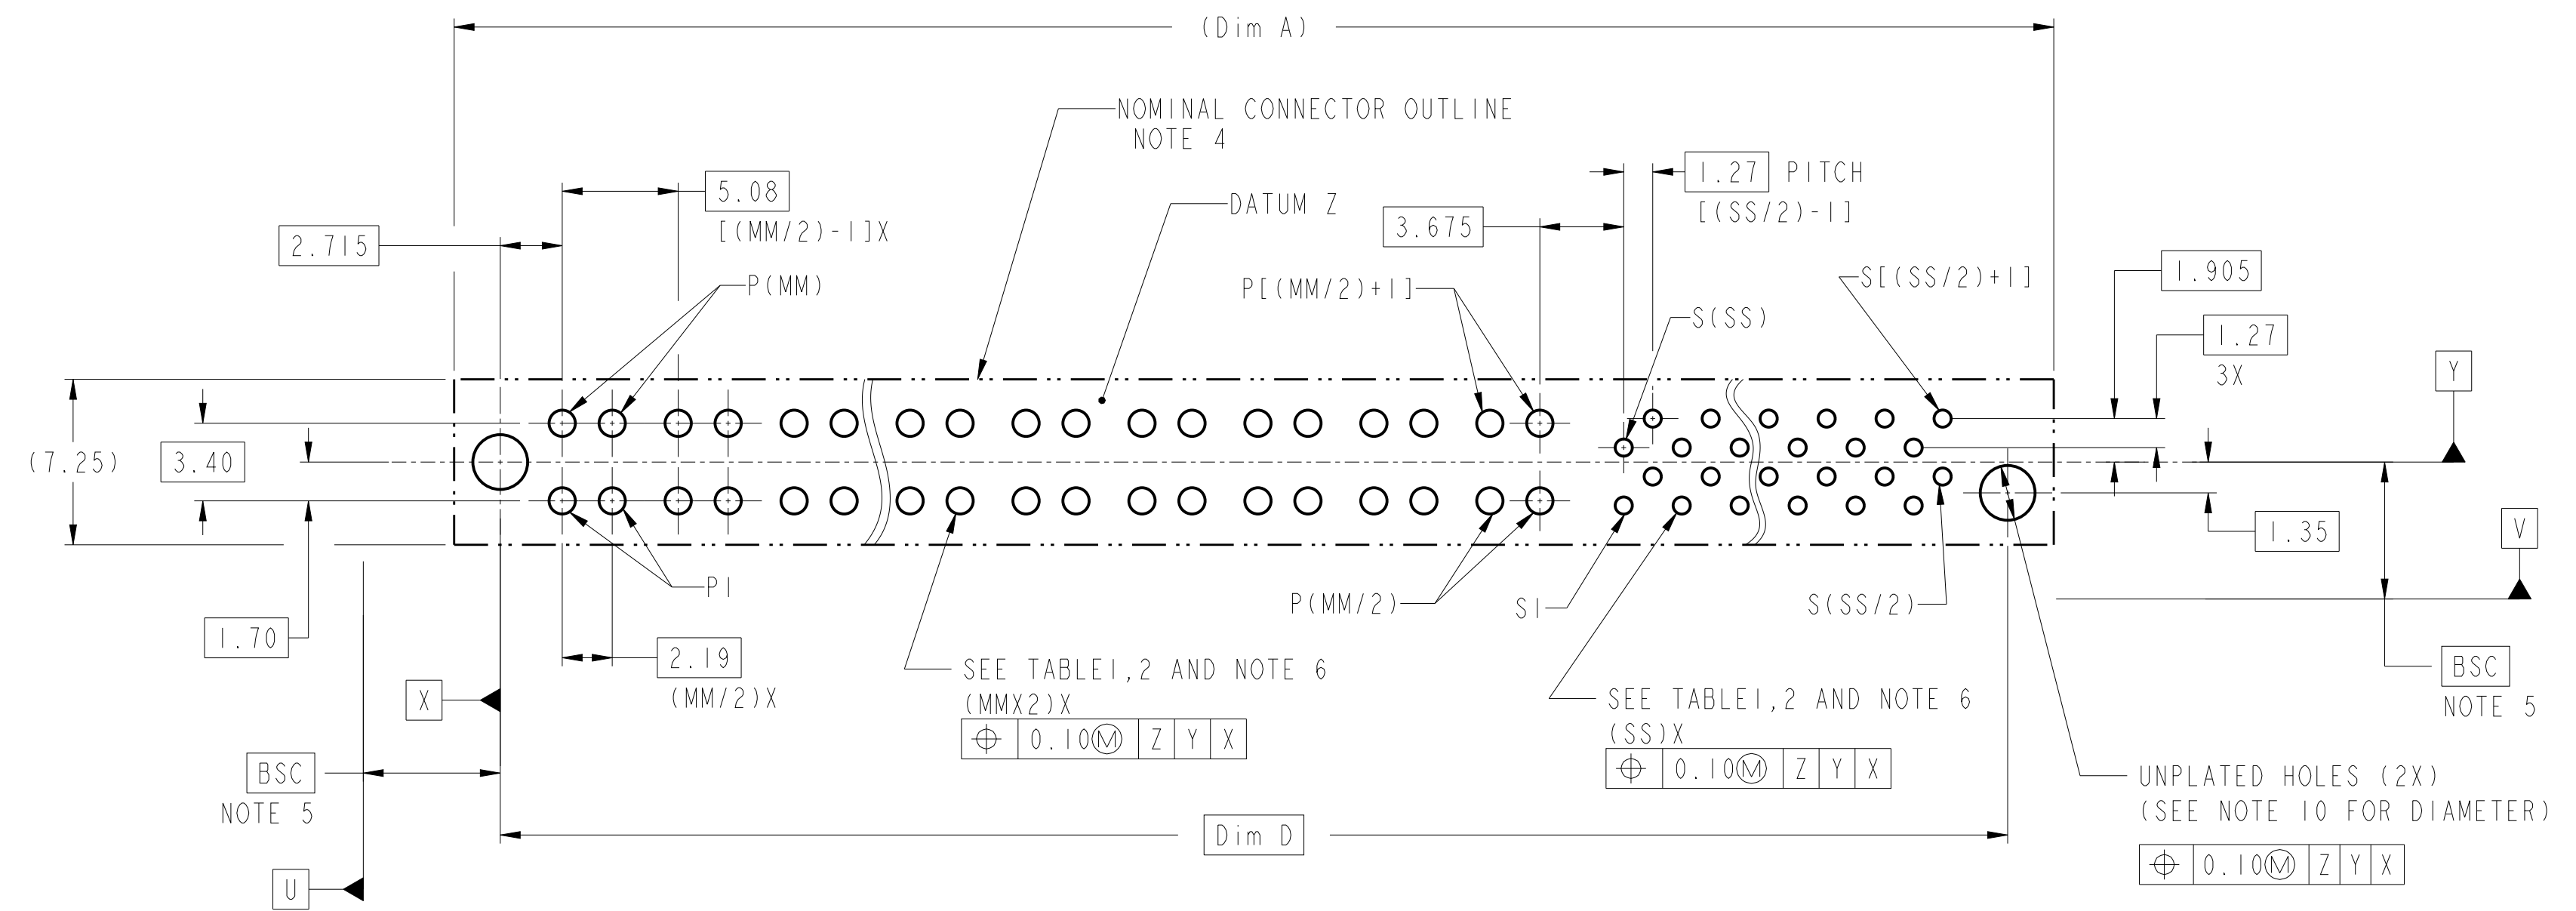 (Dim A)
NOMINAL CONNECTOR OUTLINE
NOTE 4
5.08
[(MM/2)-1]X
DATUM Z
1.27 PITCH
[(SS/2)-1]
2.715
3.675
P(MM)
P[(MM/2)+1]
S(SS)
S[(SS/2)+1]
1.905
1.27
3X
Y
(7.25)
3.40
1.35
V
1.70
P1
P(MM/2)
S1
S(SS/2)
2.19
(MM/2)X
SEE TABLE1,2 AND NOTE 6
(MMX2)X
⌖ 0.10Ⓜ Z Y X
SEE TABLE1,2 AND NOTE 6
(SS)X
⌖ 0.10Ⓜ Z Y X
BSC
NOTE 5
X
BSC
NOTE 5
UNPLATED HOLES (2X)
(SEE NOTE 10 FOR DIAMETER)
⌖ 0.10Ⓜ Z Y X
Dim D
U